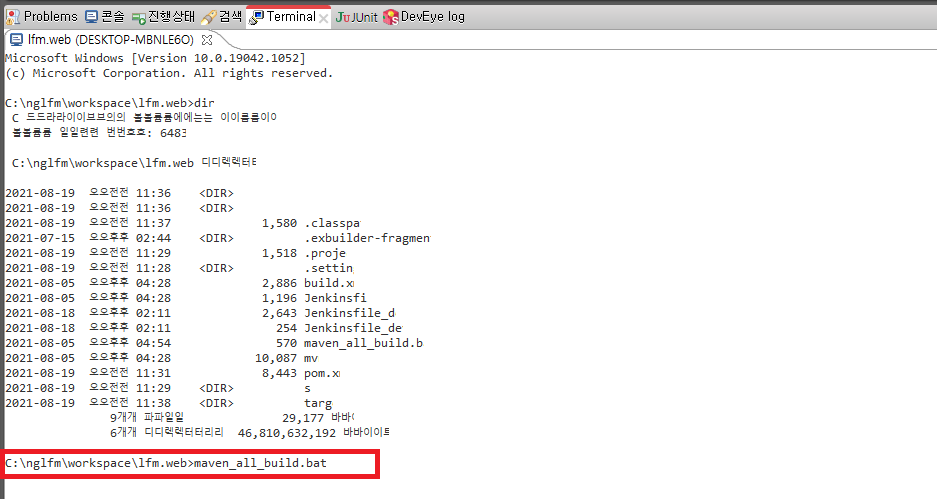 Problems 콘솔 진행상태 검색 Terminal JUnit DevEye log
lfm.web (DESKTOP-MBNLE6O)
Microsoft Windows [Version 10.0.19042.1052]
(c) Microsoft Corporation. All rights reserved.
C:\nglfm\workspace\lfm.web>dir
C 드드라라이이브브의의 볼볼륨륨에에는는 이이름름이이
볼볼륨륨 일일련련 번번호호: 6483
C:\nglfm\workspace\lfm.web 디디렉렉터터
2021-08-19 오오전전 11:36 <DIR>
2021-08-19 오오전전 11:36 <DIR>
2021-08-19 오오전전 11:37 1,580 .classpa
2021-07-15 오오후후 02:44 <DIR> .exbuilder-fragmen
2021-08-19 오오전전 11:29 1,518 .proje
2021-08-19 오오전전 11:28 <DIR> .settin
2021-08-05 오오후후 04:28 2,886 build.x
2021-08-05 오오후후 04:28 1,196 Jenkinsfi
2021-08-18 오오후후 02:11 2,643 Jenkinsfile_d
2021-08-18 오오후후 02:11 254 Jenkinsfile_de
2021-08-05 오오후후 04:54 570 maven_all_build.b
2021-08-05 오오후후 04:28 10,087 mv
2021-08-19 오오전전 11:31 8,443 pom.x
2021-08-19 오오전전 11:29 <DIR> s
2021-08-19 오오전전 11:38 <DIR> targ
9개개 파파일일 29,177 바바
6개개 디디렉렉터터리리 46,810,632,192 바바이이트
C:\nglfm\workspace\lfm.web>maven_all_build.bat